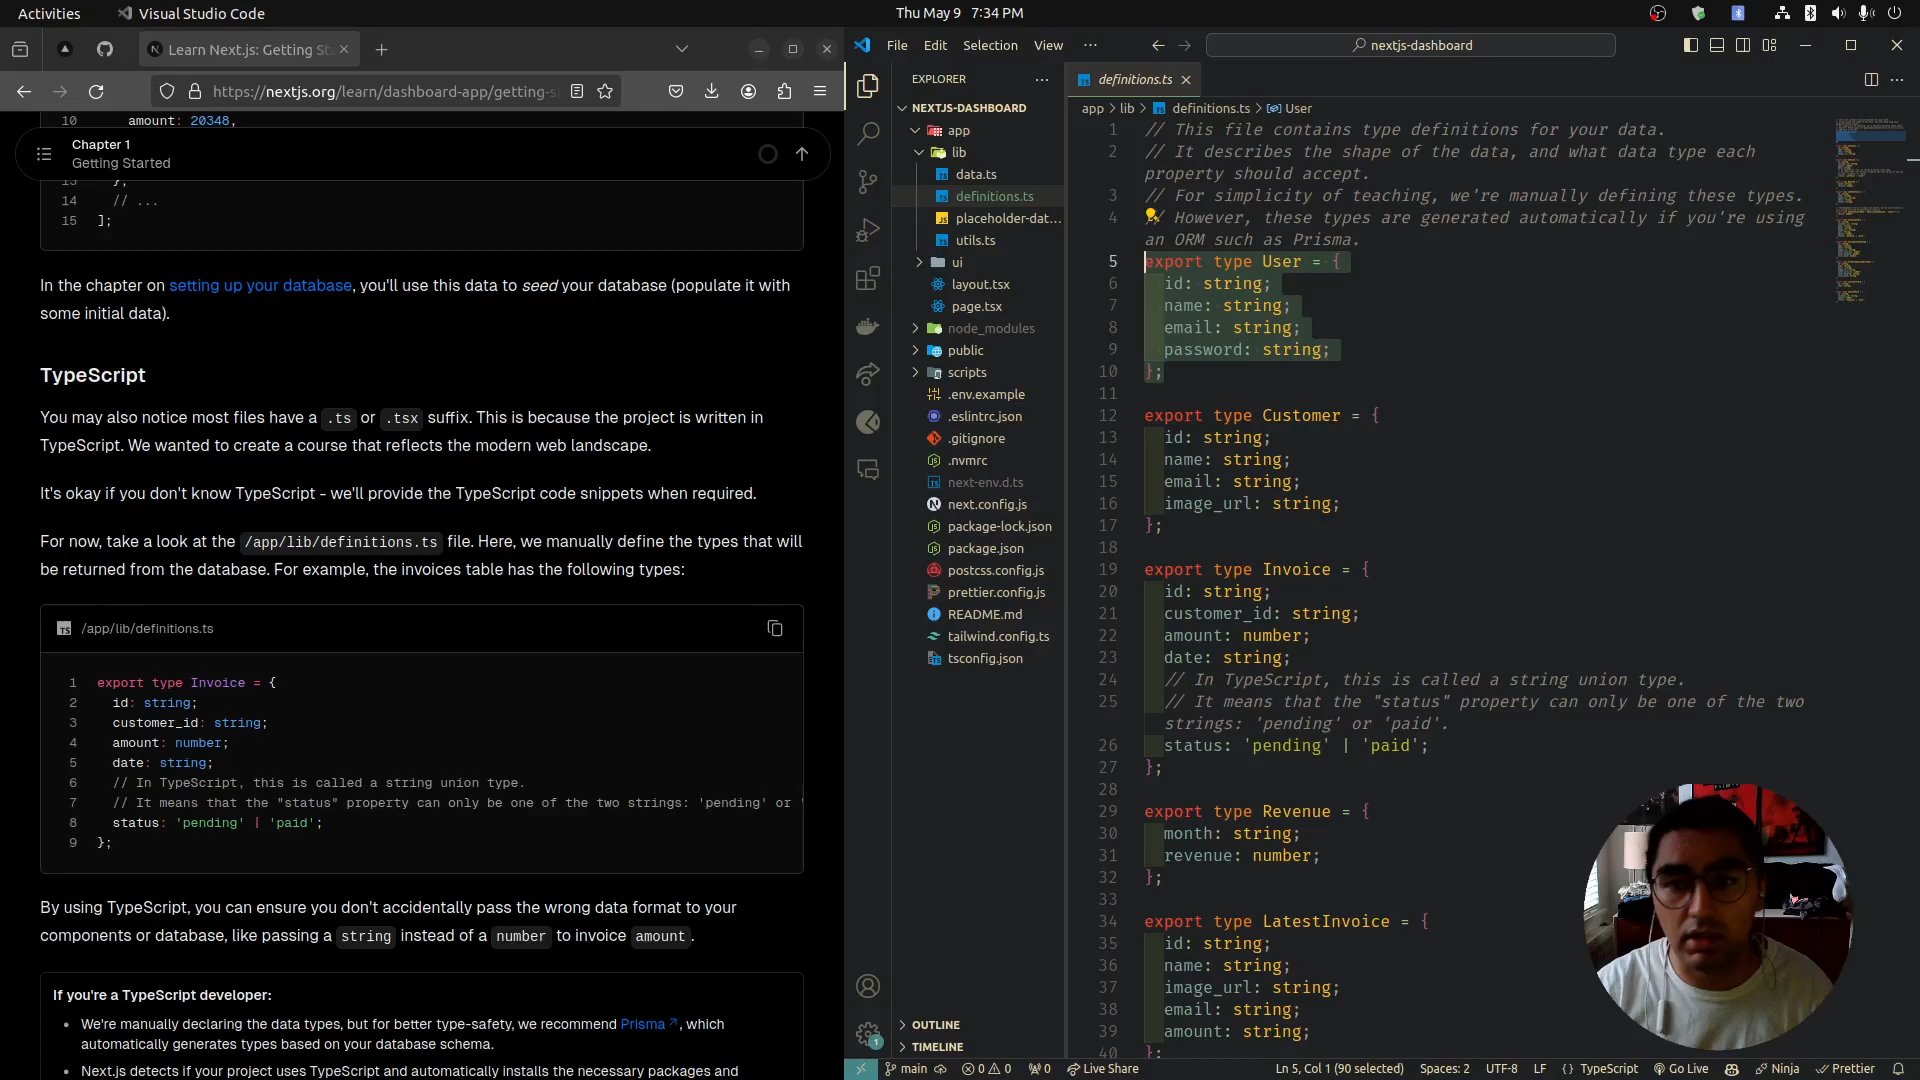 Activities
Visual Studio Code
Thu May 9 7:34 PM
Learn Next.js: Getting St
https://nextjs.org/learn/dashboard-app/getting-s
10 amount: 20348,
Chapter 1
Getting Started
13 };
14 // ...
15 ];
In the chapter on setting up your database, you'll use this data to seed your database (populate it with
some initial data).
TypeScript
You may also notice most files have a .ts or .tsx suffix. This is because the project is written in
TypeScript. We wanted to create a course that reflects the modern web landscape.
It's okay if you don't know TypeScript - we'll provide the TypeScript code snippets when required.
For now, take a look at the /app/lib/definitions.ts file. Here, we manually define the types that will
be returned from the database. For example, the invoices table has the following types:
TS /app/lib/definitions.ts
1 export type Invoice = {
2 id: string;
3 customer_id: string;
4 amount: number;
5 date: string;
6 // In TypeScript, this is called a string union type.
7 // It means that the "status" property can only be one of the two strings: 'pending' or '
8 status: 'pending' | 'paid';
9 };
By using TypeScript, you can ensure you don't accidentally pass the wrong data format to your
components or database, like passing a string instead of a number to invoice amount.
If you're a TypeScript developer:
• We're manually declaring the data types, but for better type-safety, we recommend Prisma ↗, which
automatically generates types based on your database schema.
• Next.js detects if your project uses TypeScript and automatically installs the necessary packages and
File Edit Selection View ···
nextjs-dashboard
EXPLORER ···
NEXTJS-DASHBOARD
app
lib
data.ts
definitions.ts
placeholder-dat...
utils.ts
ui
layout.tsx
page.tsx
node_modules
public
scripts
.env.example
.eslintrc.json
.gitignore
.nvmrc
next-env.d.ts
next.config.js
package-lock.json
package.json
postcss.config.js
prettier.config.js
README.md
tailwind.config.ts
tsconfig.json
OUTLINE
TIMELINE
1
TS definitions.ts
app > lib > TS definitions.ts > User
1 // This file contains type definitions for your data.
2 // It describes the shape of the data, and what data type each
property should accept.
3 // For simplicity of teaching, we're manually defining these types.
4 // However, these types are generated automatically if you're using
an ORM such as Prisma.
5 export type User = {
6 id: string;
7 name: string;
8 email: string;
9 password: string;
10 };
11
12 export type Customer = {
13 id: string;
14 name: string;
15 email: string;
16 image_url: string;
17 };
18
19 export type Invoice = {
20 id: string;
21 customer_id: string;
22 amount: number;
23 date: string;
24 // In TypeScript, this is called a string union type.
25 // It means that the "status" property can only be one of the two
strings: 'pending' or 'paid'.
26 status: 'pending' | 'paid';
27 };
28
29 export type Revenue = {
30 month: string;
31 revenue: number;
32 };
33
34 export type LatestInvoice = {
35 id: string;
36 name: string;
37 image_url: string;
38 email: string;
39 amount: string;
40 };
main 0 0 0 Live Share
Ln 5, Col 1 (90 selected) Spaces: 2 UTF-8 LF {} TypeScript Go Live Ninja Prettier